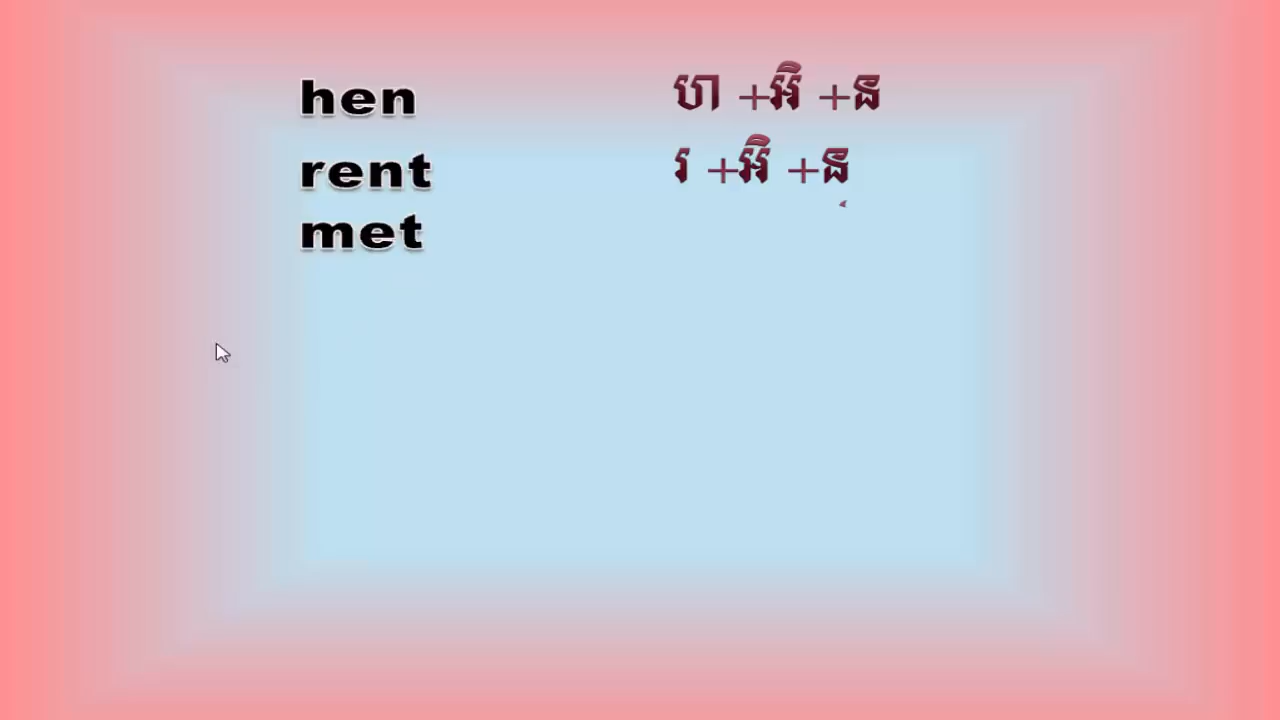 hen ហា +អិ +ន
rent រ +អិ +ន
met